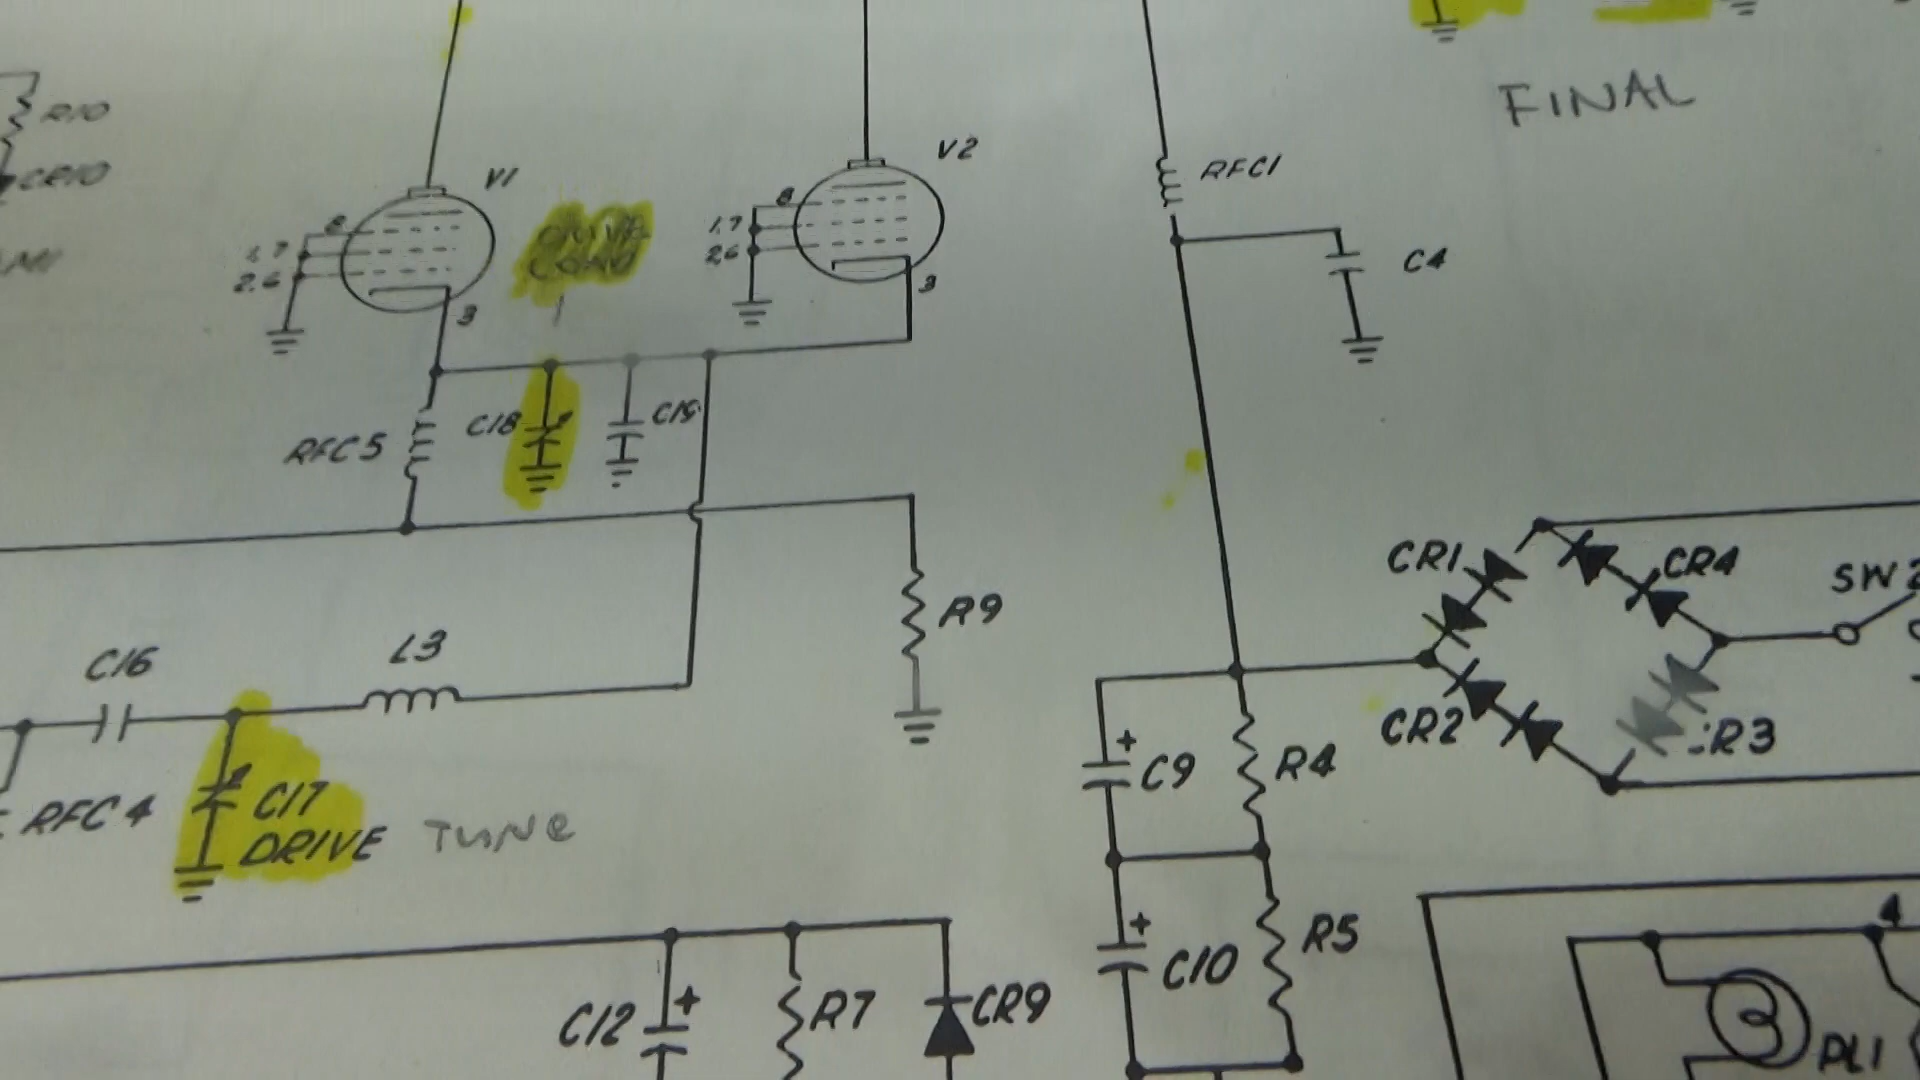 FINAL
R10
CR10
V1
V2
RFC1
8
1.7
2.6
3
8
1.7
2.6
3
C4
RFC5
C18
C19
R9
CR1
CR4
SW2
C16
L3
CR2
R3
RFC4
C17
DRIVE TUNE
C9
R4
C10
R5
C12
R7
CR9
4
PL1
+
+
+